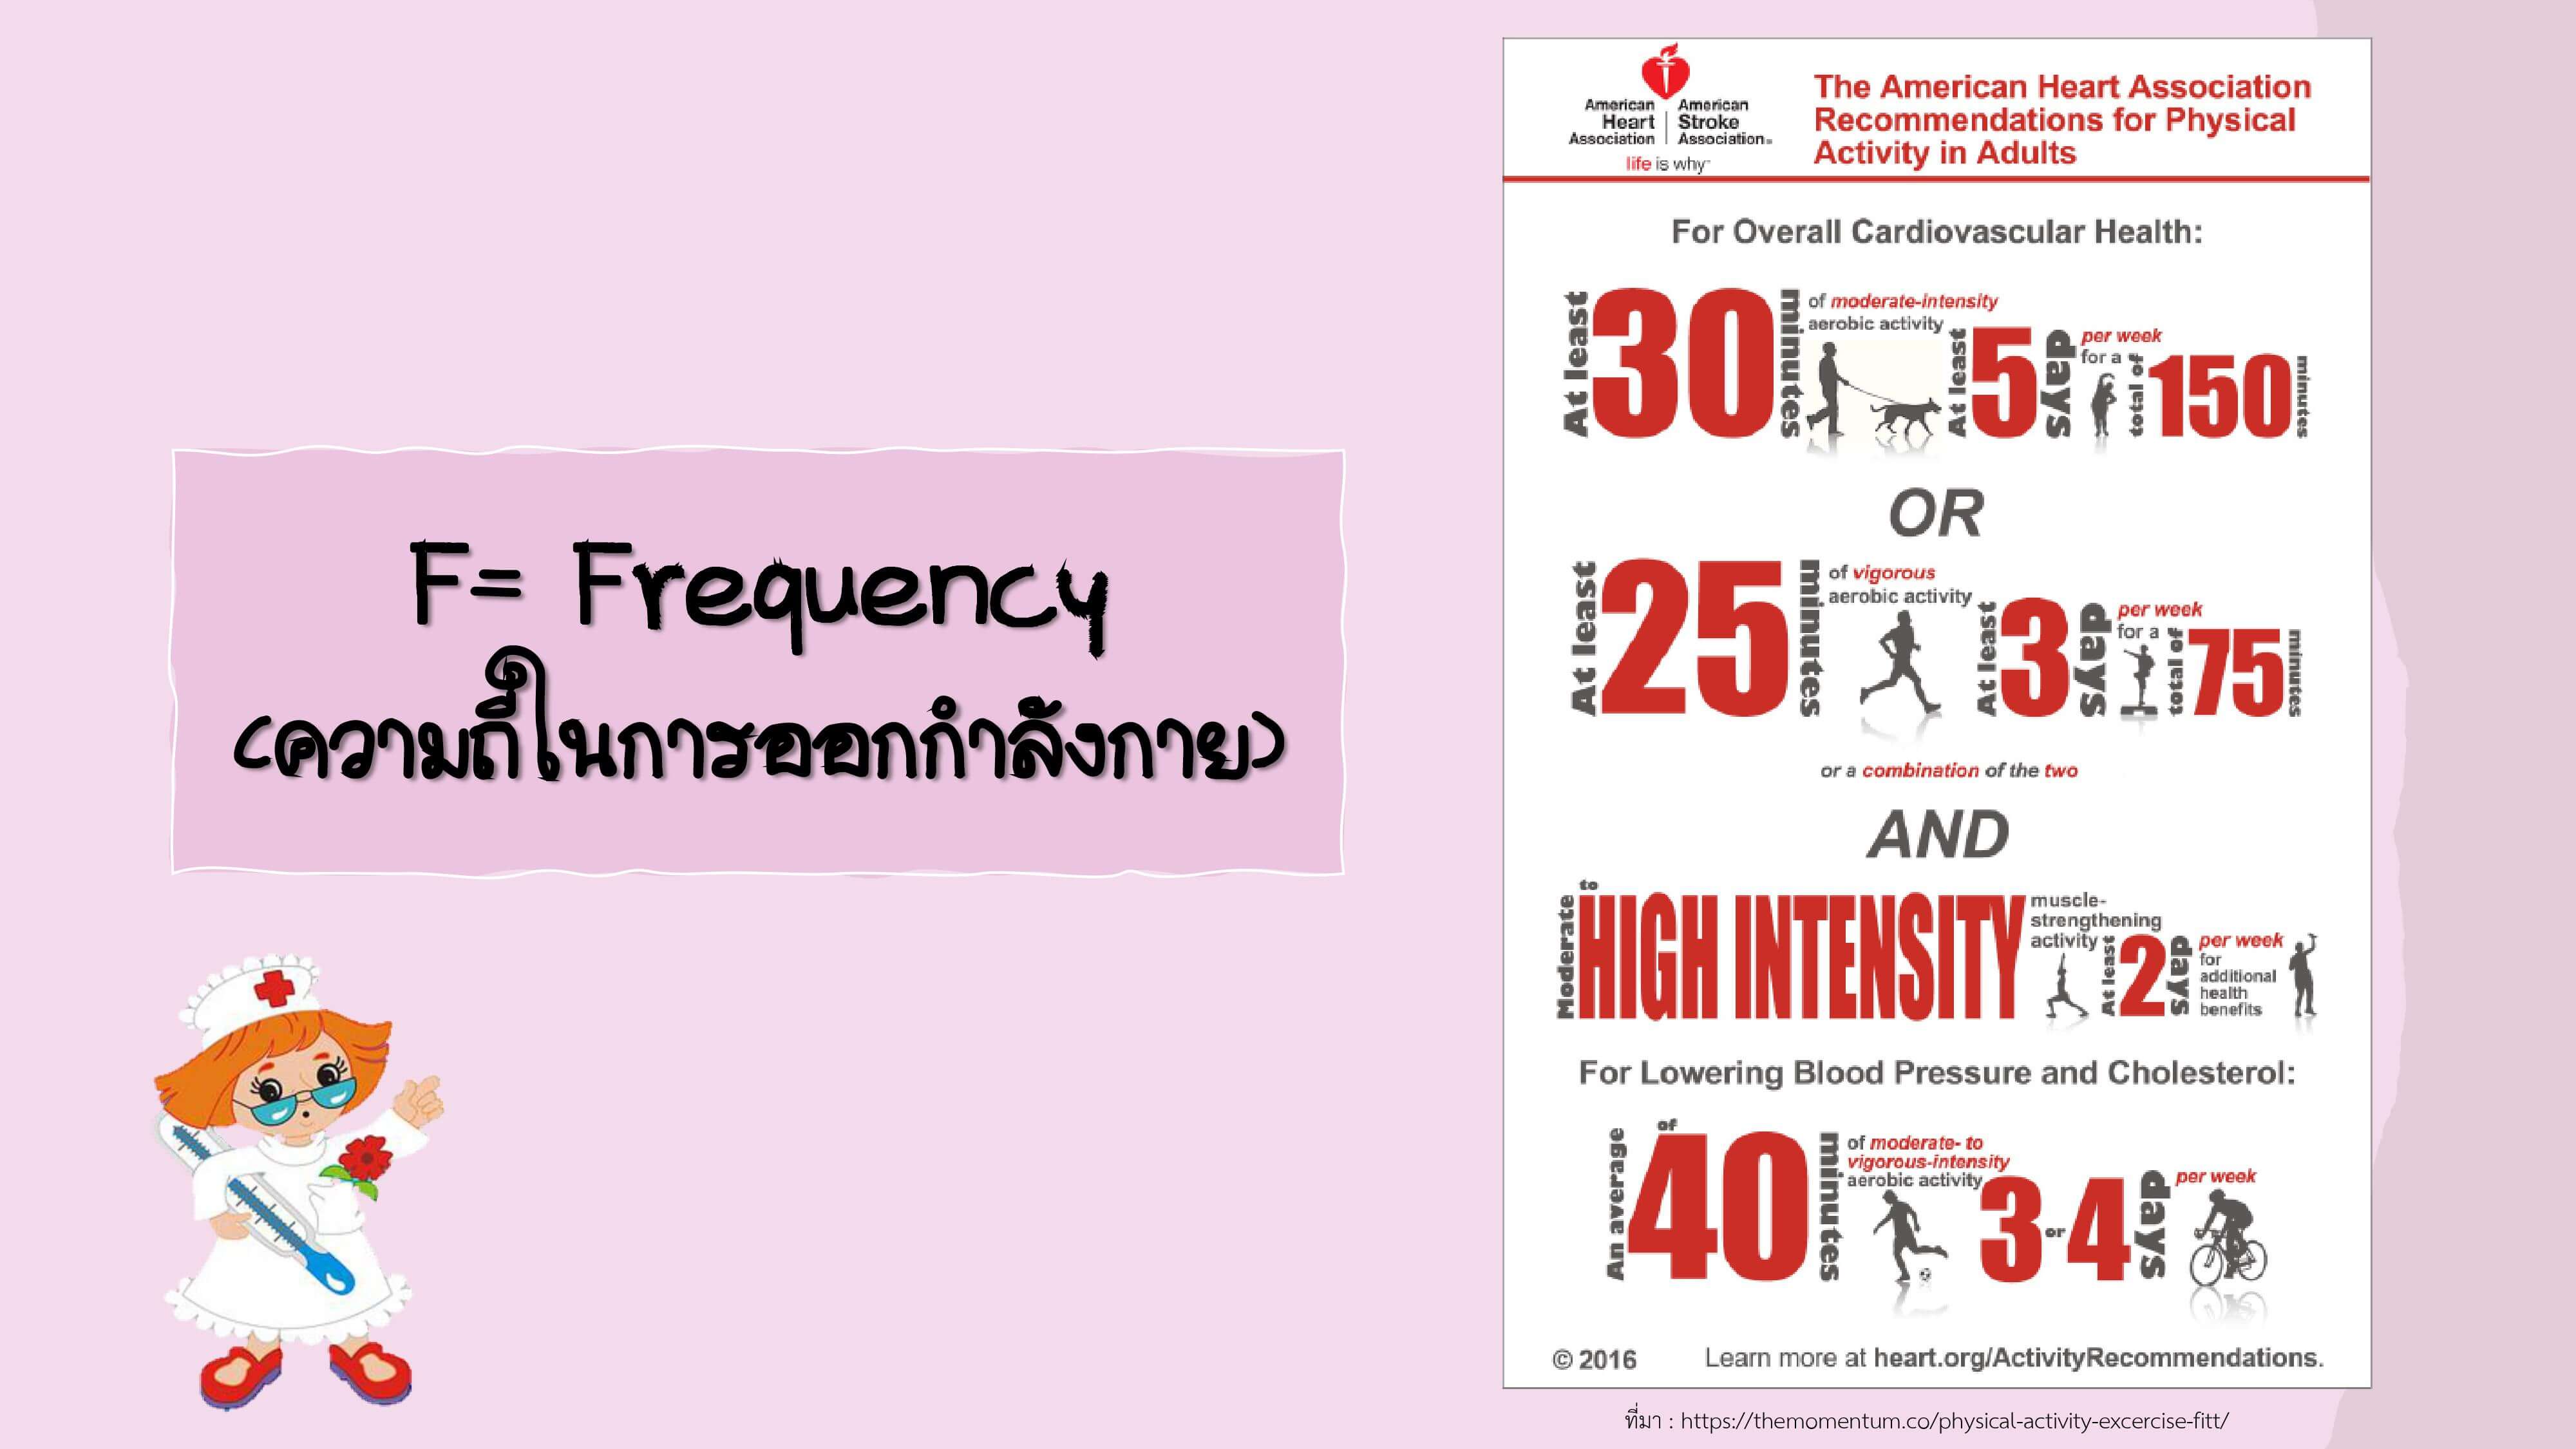 F= Frequency
(ความถี่ในการออกกำลังกาย)
American Heart Association
American Stroke Association
life is why
The American Heart Association
Recommendations for Physical
Activity in Adults
For Overall Cardiovascular Health:
At least 30 minutes of moderate-intensity aerobic activity At least 5 days per week for a total of 150 minutes
OR
At least 25 minutes of vigorous aerobic activity At least 3 days per week for a total of 75 minutes
or a combination of the two
AND
Moderate to HIGH INTENSITY muscle-strengthening activity At least 2 days per week for additional health benefits
For Lowering Blood Pressure and Cholesterol:
An average of 40 minutes of moderate- to vigorous-intensity aerobic activity 3 or 4 days per week
© 2016 Learn more at heart.org/ActivityRecommendations.
ที่มา : https://themomentum.co/physical-activity-excercise-fitt/